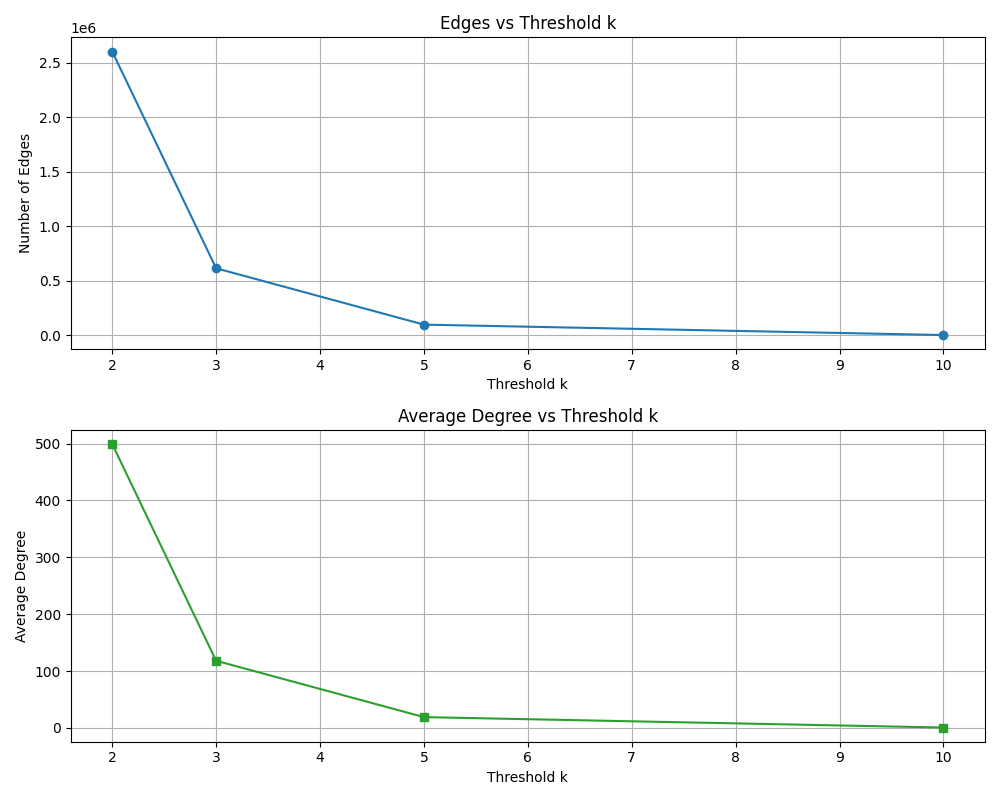 Edges vs Threshold k
1e6
2.5
2.0
1.5
1.0
0.5
0.0
Number of Edges
2 3 4 5 6 7 8 9 10
Threshold k
Average Degree vs Threshold k
500
400
300
200
100
0
Average Degree
2 3 4 5 6 7 8 9 10
Threshold k